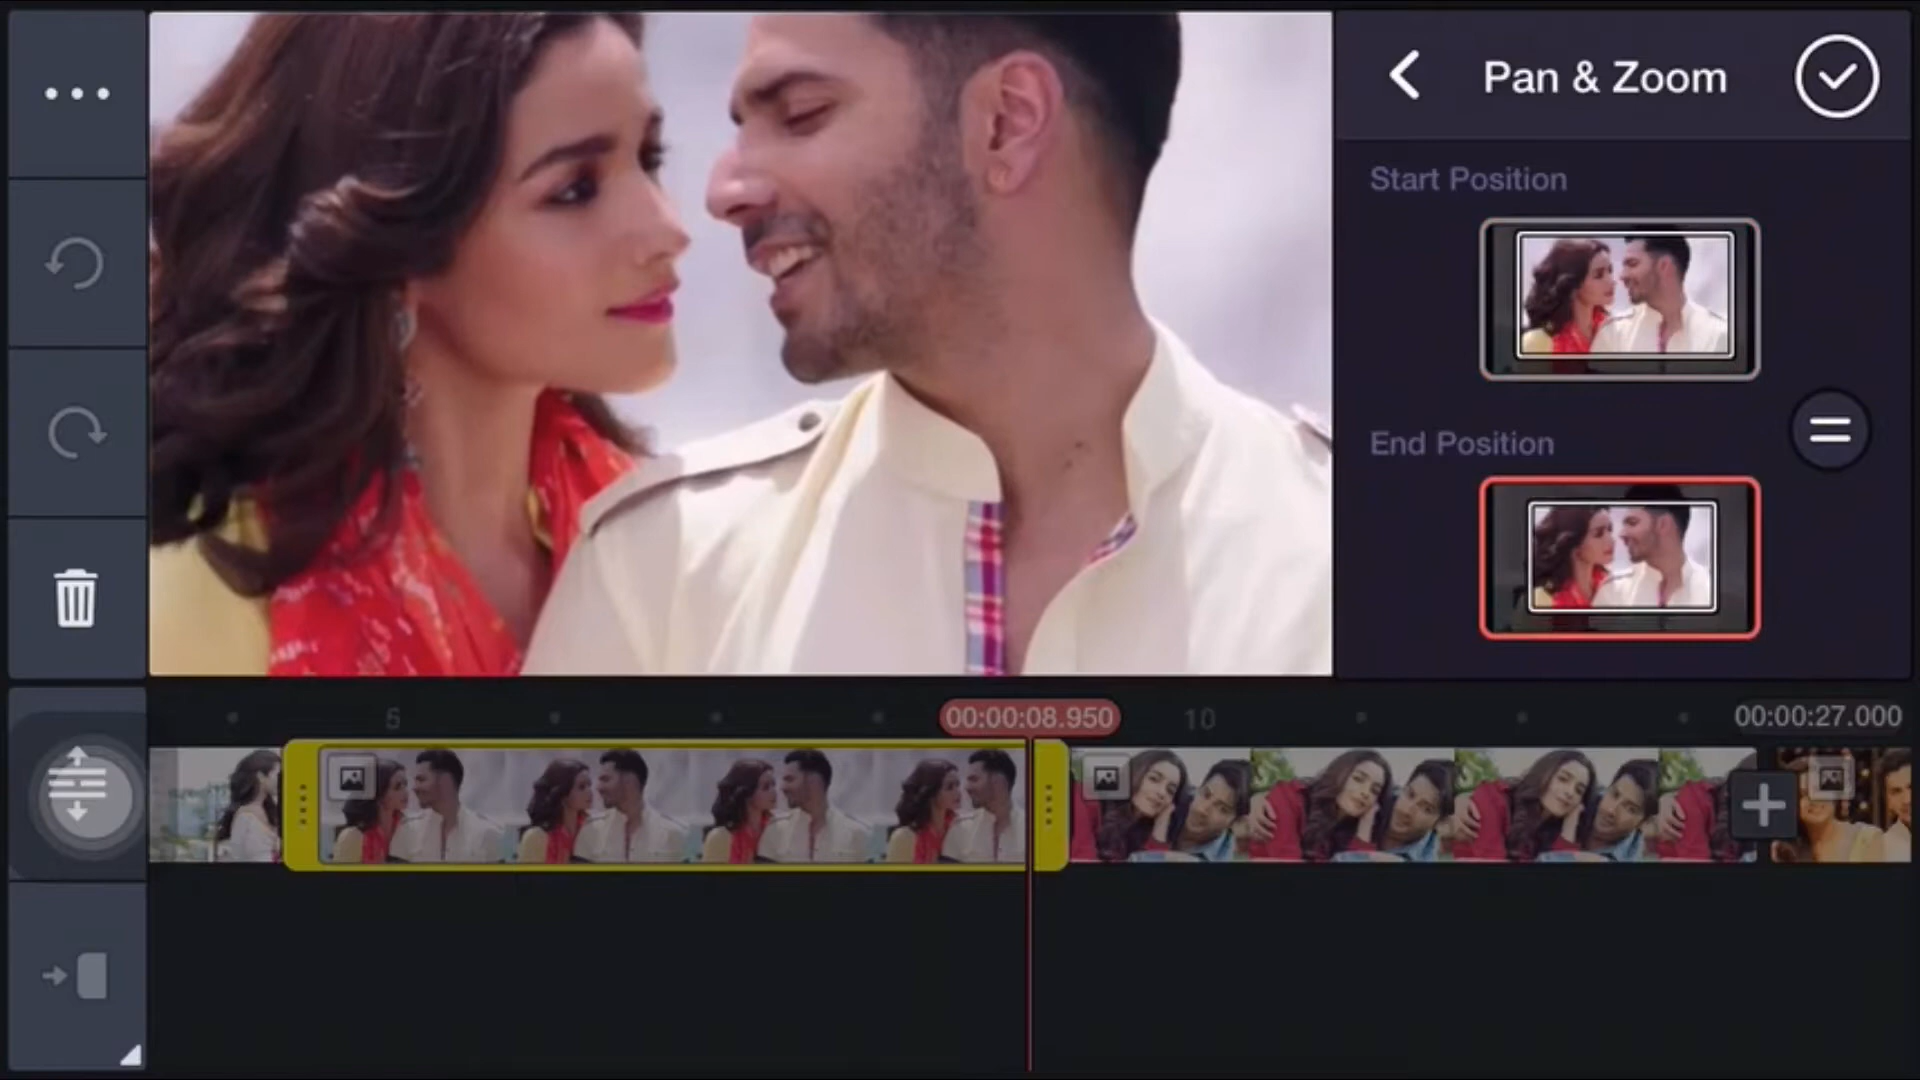 Pan & Zoom
Start Position
End Position
5
00:00:08.950
10
00:00:27.000